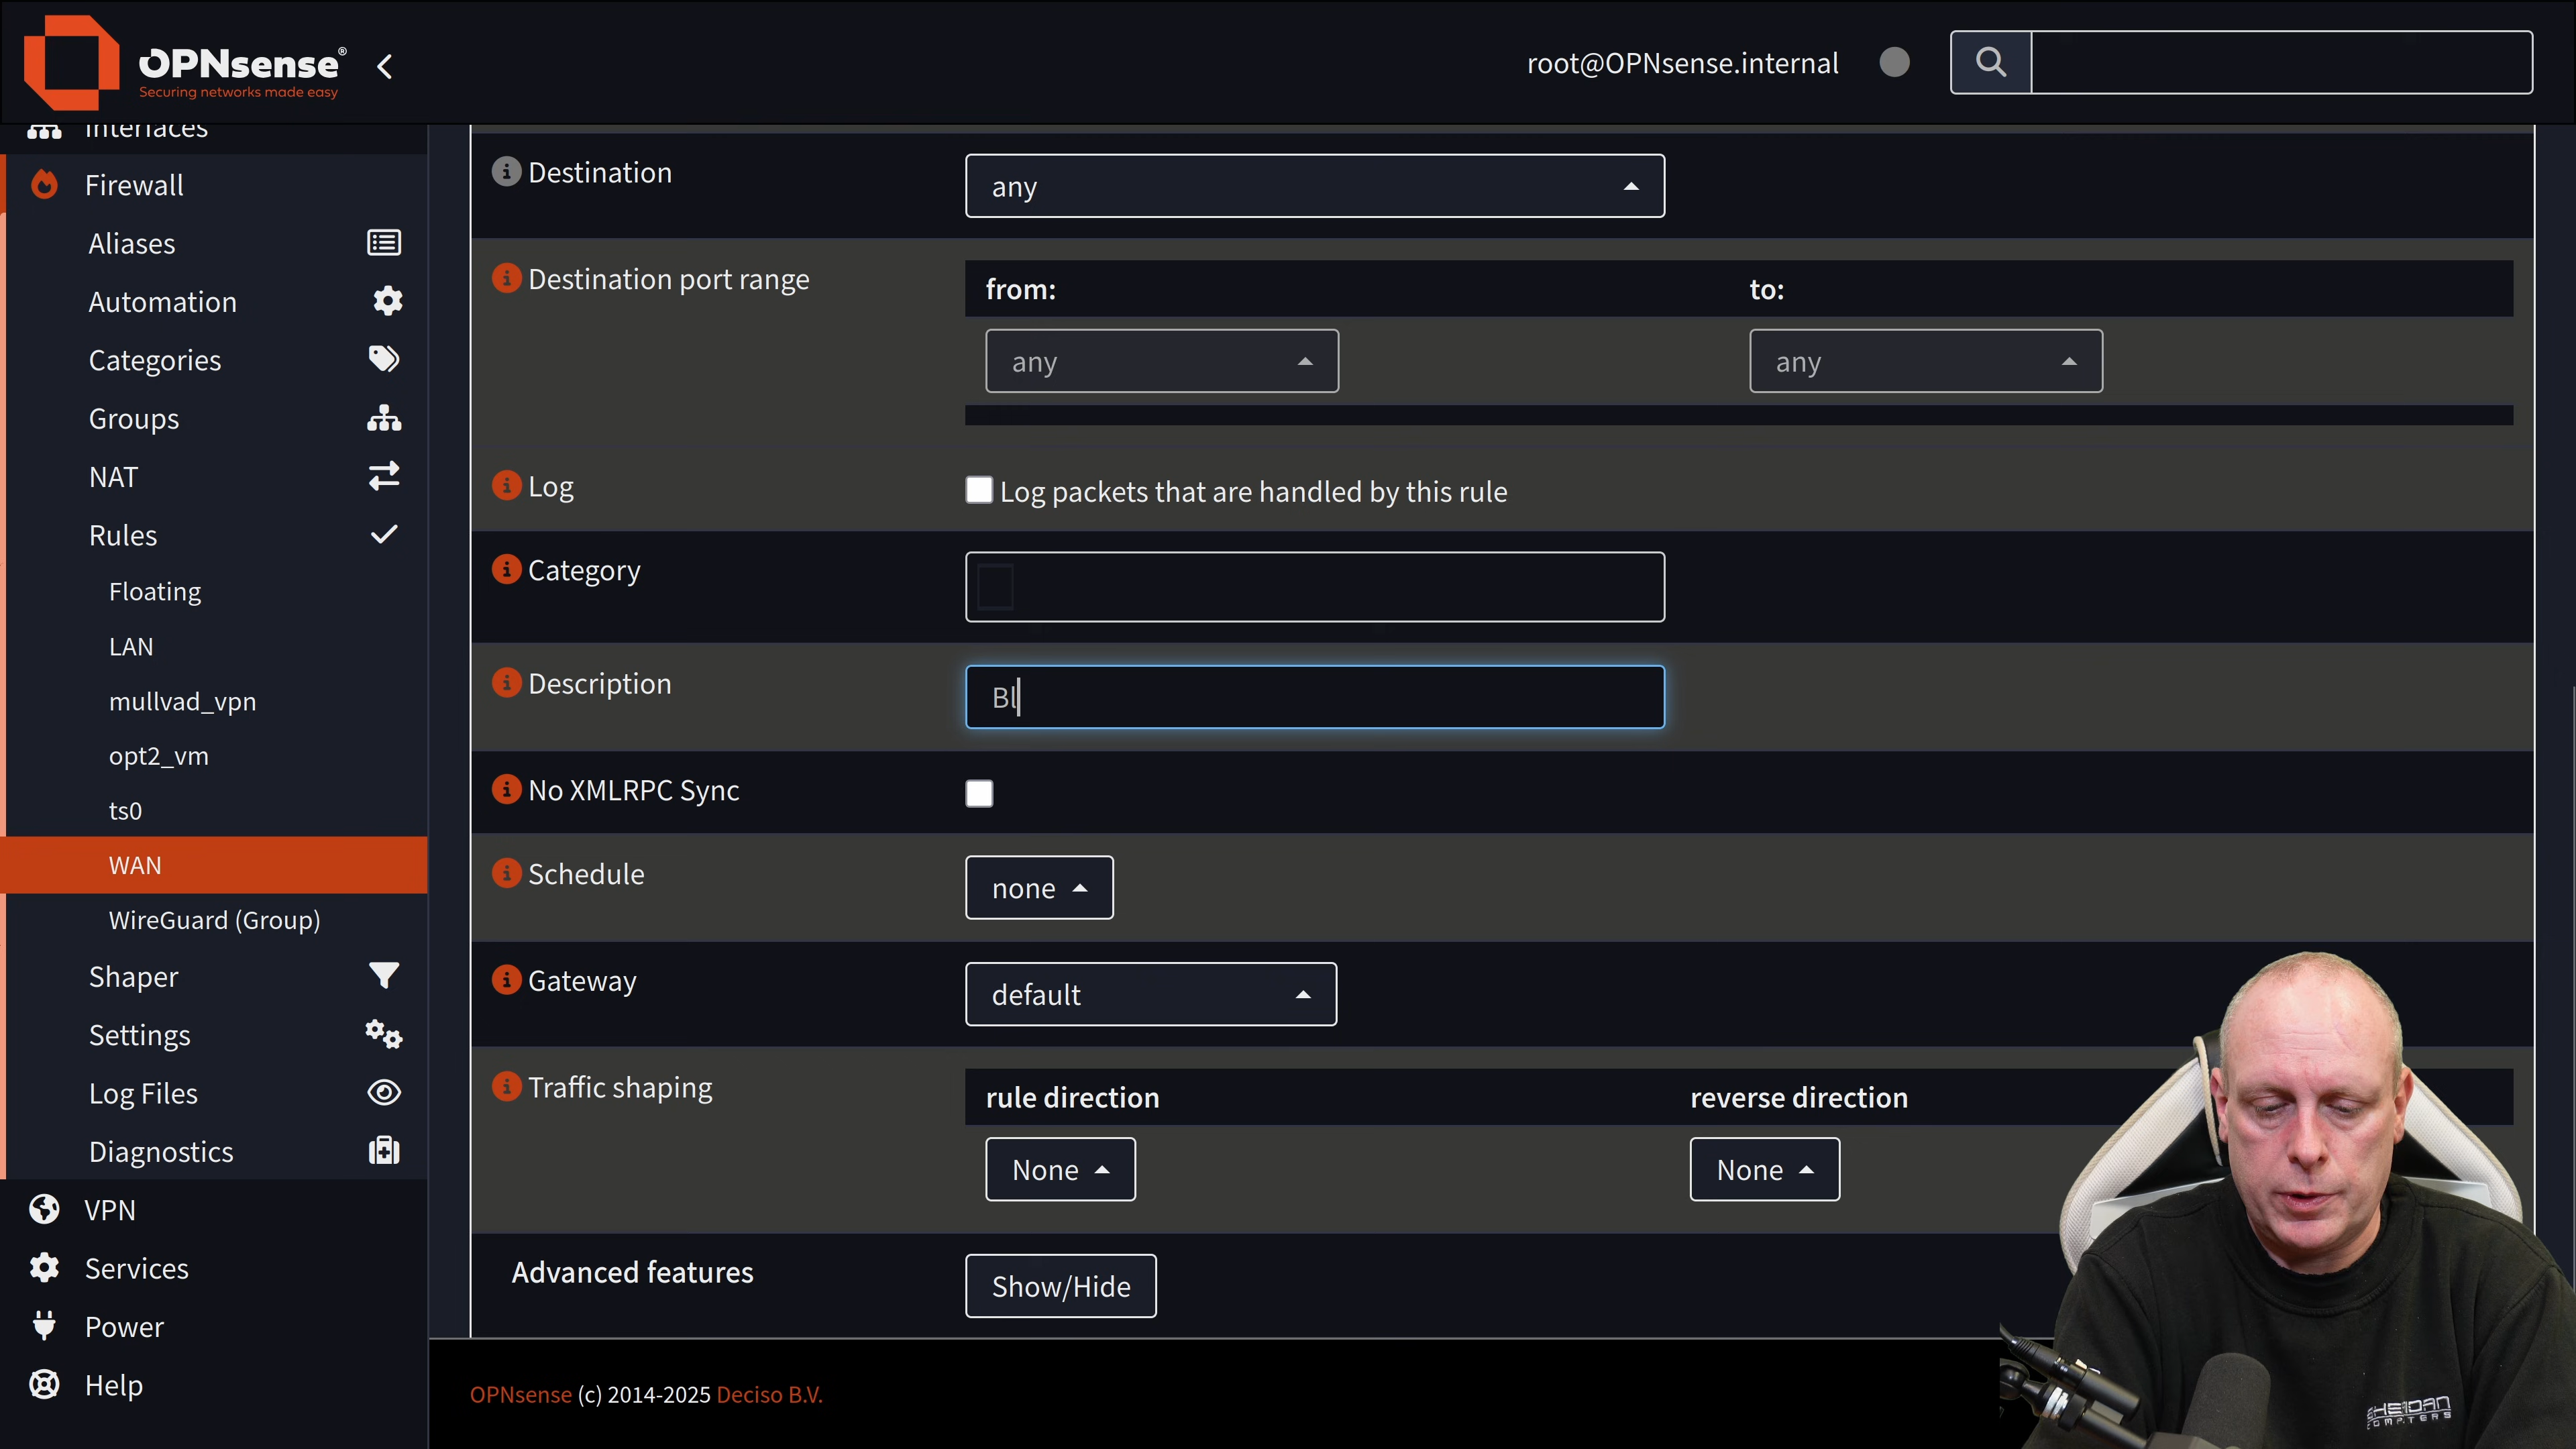 OPNsense®
Securing networks made easy
root@OPNsense.internal
Interfaces
Firewall
Aliases
Automation
Categories
Groups
NAT
Rules
Floating
LAN
mullvad_vpn
opt2_vm
ts0
WAN
WireGuard (Group)
Shaper
Settings
Log Files
Diagnostics
VPN
Services
Power
Help
Destination
any
Destination port range
from:
to:
any
any
Log
Log packets that are handled by this rule
Category
Description
Bl
No XMLRPC Sync
Schedule
none
Gateway
default
Traffic shaping
rule direction
reverse direction
None
None
Advanced features
Show/Hide
OPNsense (c) 2014-2025 Deciso B.V.